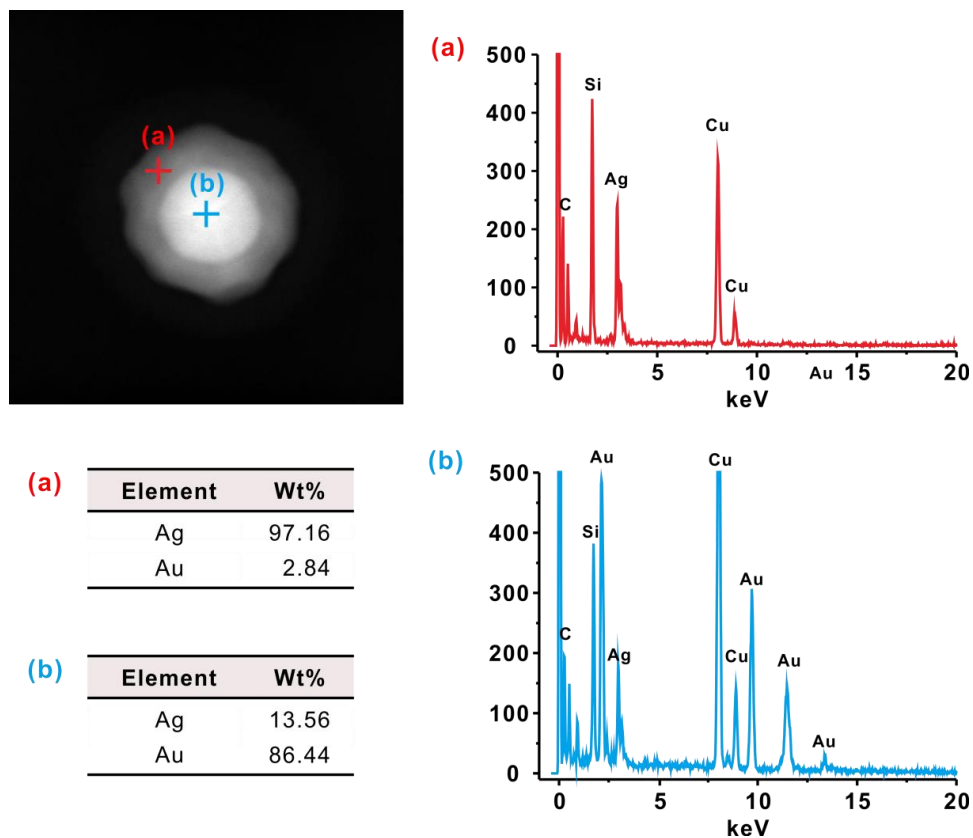 (a)
(b)
(a)
500
400
300
200
100
0
Si
Cu
Ag
C
Cu
0 5 10 15 20
Au
keV
(a)
Element Wt%
Ag 97.16
Au 2.84
(b)
Element Wt%
Ag 13.56
Au 86.44
(b)
500
400
300
200
100
0
Au
Cu
Si
Au
C
Ag
Cu
Au
Au
0 5 10 15 20
keV